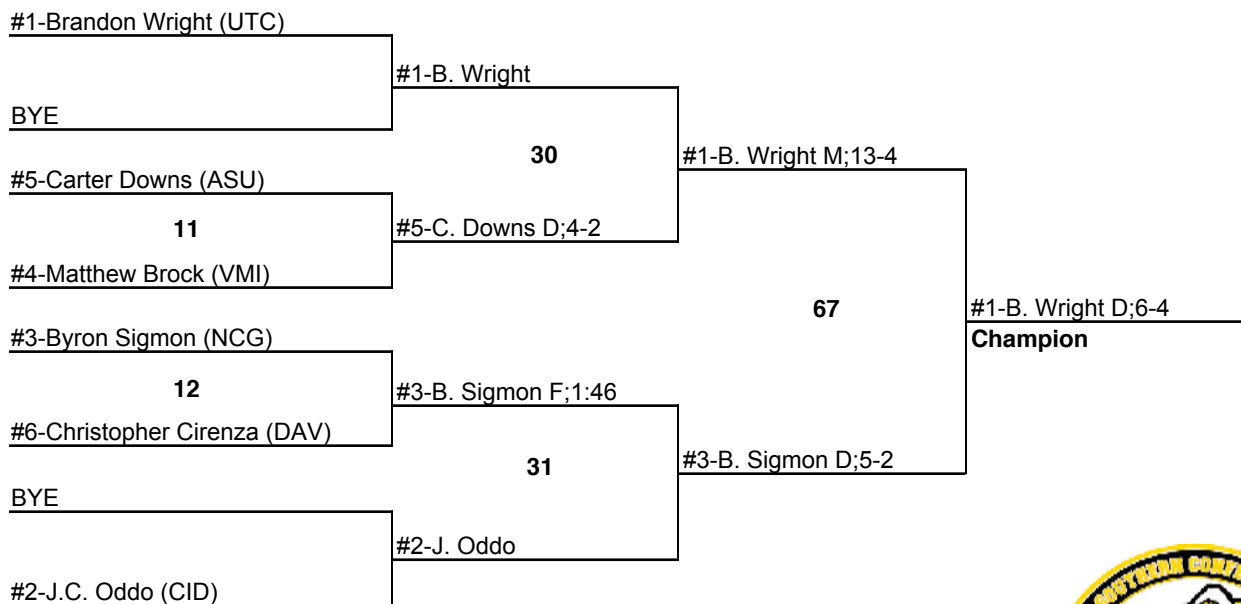 #1-Brandon Wright (UTC)
#1-B. Wright
BYE
30
#1-B. Wright M;13-4
#5-Carter Downs (ASU)
11
#5-C. Downs D;4-2
#4-Matthew Brock (VMI)
67
#1-B. Wright D;6-4
Champion
#3-Byron Sigmon (NCG)
12
#3-B. Sigmon F;1:46
#6-Christopher Cirenza (DAV)
31
#3-B. Sigmon D;5-2
BYE
#2-J. Oddo
#2-J.C. Oddo (CID)
SOUTHERN